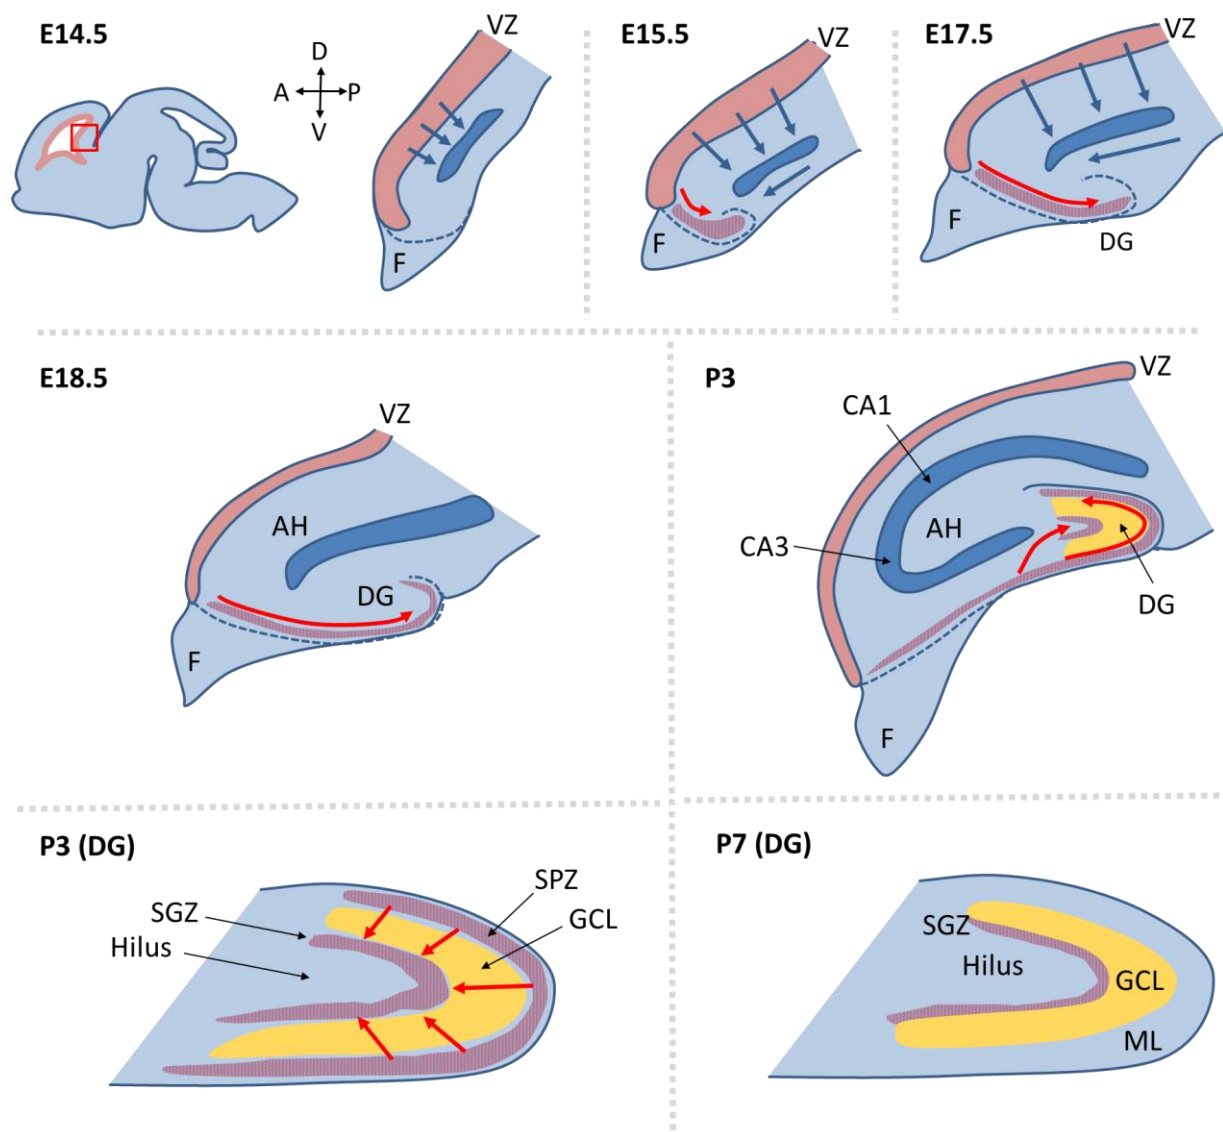 E14.5
D
A
P
V
VZ
F
E15.5
VZ
F
E17.5
VZ
F
DG
E18.5
VZ
AH
DG
F
P3
VZ
CA1
AH
CA3
DG
F
P3 (DG)
SPZ
SGZ
GCL
Hilus
P7 (DG)
SGZ
Hilus
GCL
ML